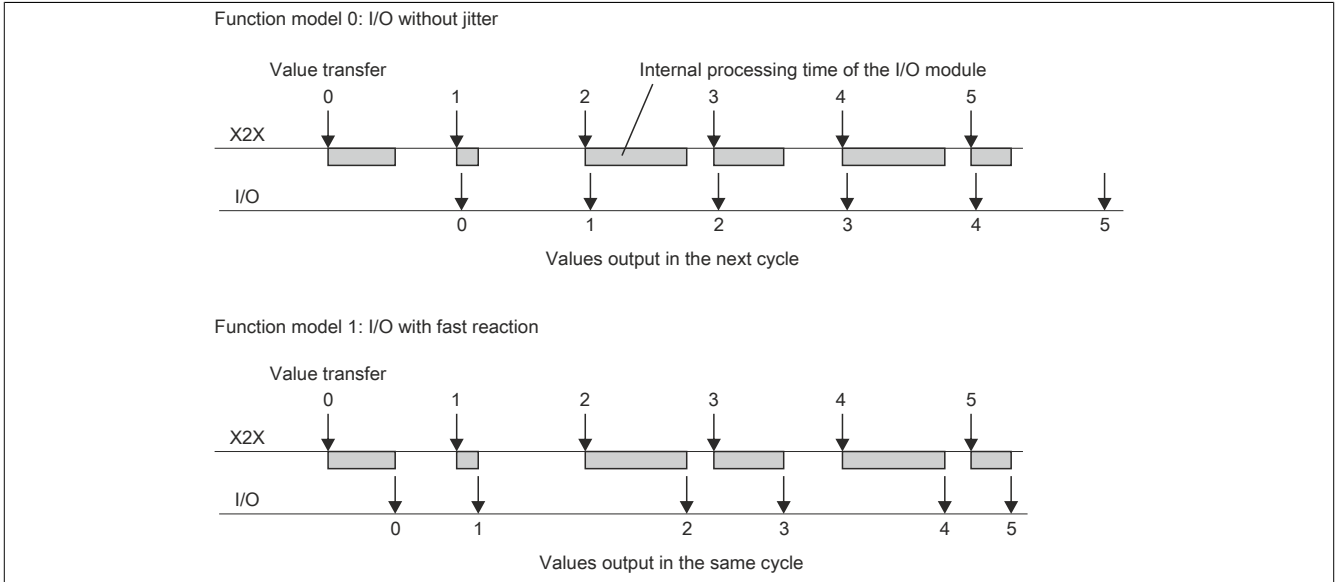 Function model 0: I/O without jitter
Value transfer
Internal processing time of the I/O module
0 1 2 3 4 5
X2X
I/O
0 1 2 3 4 5
Values output in the next cycle
Function model 1: I/O with fast reaction
Value transfer
0 1 2 3 4 5
X2X
I/O
0 1 2 3 4 5
Values output in the same cycle